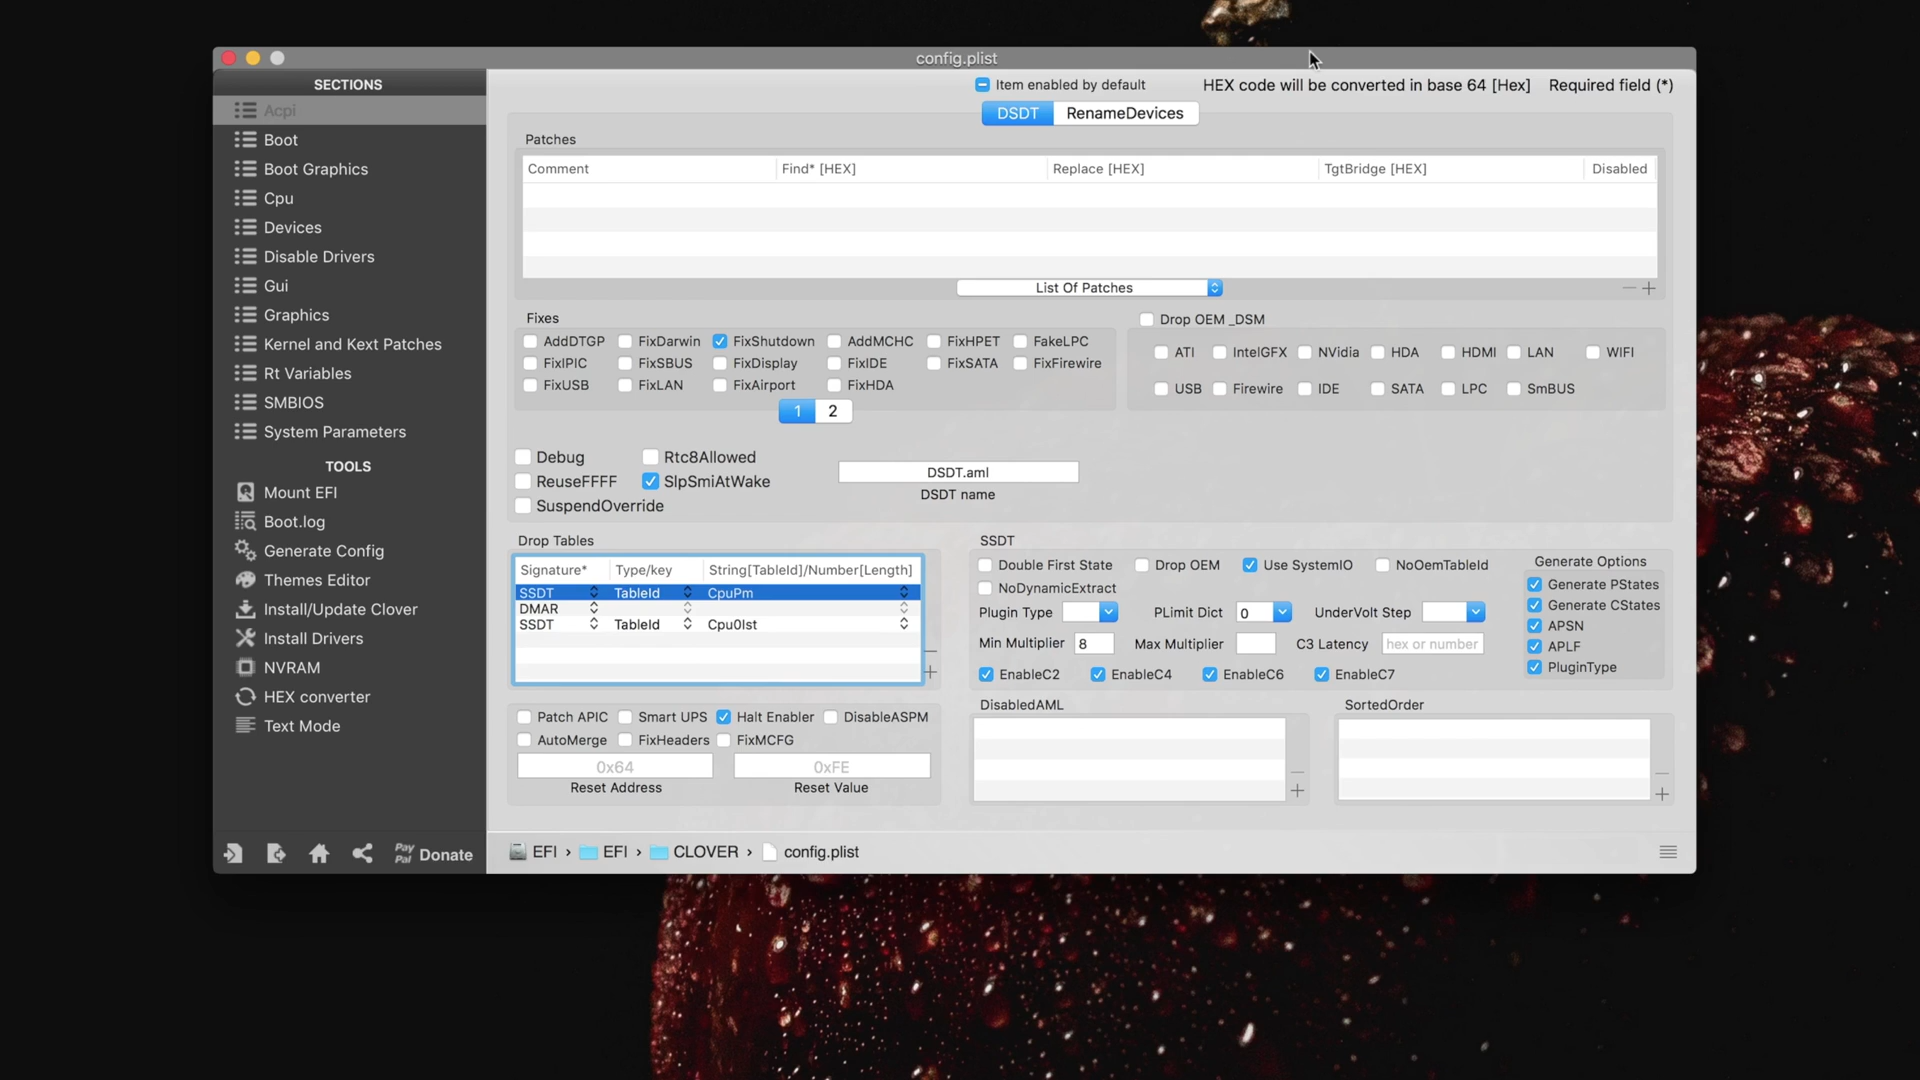 config.plist
SECTIONS
Acpi
Boot
Boot Graphics
Cpu
Devices
Disable Drivers
Gui
Graphics
Kernel and Kext Patches
Rt Variables
SMBIOS
System Parameters
TOOLS
Mount EFI
Boot.log
Generate Config
Themes Editor
Install/Update Clover
Install Drivers
NVRAM
HEX converter
Text Mode
Pay Pal Donate
Item enabled by default HEX code will be converted in base 64 [Hex] Required field (*)
DSDT RenameDevices
Patches
Comment Find* [HEX] Replace [HEX] TgtBridge [HEX] Disabled
List Of Patches
Fixes
AddDTGP FixDarwin FixShutdown AddMCHC FixHPET FakeLPC
FixIPIC FixSBUS FixDisplay FixIDE FixSATA FixFirewire
FixUSB FixLAN FixAirport FixHDA
1 2
Drop OEM _DSM
ATI IntelGFX NVidia HDA HDMI LAN WIFI
USB Firewire IDE SATA LPC SmBUS
Debug Rtc8Allowed
ReuseFFFF SlpSmiAtWake
SuspendOverride
DSDT.aml
DSDT name
Drop Tables
Signature* Type/key String[TableId]/Number[Length]
SSDT TableId CpuPm
DMAR
SSDT TableId Cpu0Ist
SSDT
Double First State Drop OEM Use SystemIO NoOemTableId
NoDynamicExtract
Plugin Type PLimit Dict 0 UnderVolt Step
Min Multiplier 8 Max Multiplier C3 Latency hex or number
EnableC2 EnableC4 EnableC6 EnableC7
Generate Options
Generate PStates
Generate CStates
APSN
APLF
PluginType
Patch APIC Smart UPS Halt Enabler DisableASPM
AutoMerge FixHeaders FixMCFG
0x64 0xFE
Reset Address Reset Value
DisabledAML SortedOrder
EFI › EFI › CLOVER › config.plist